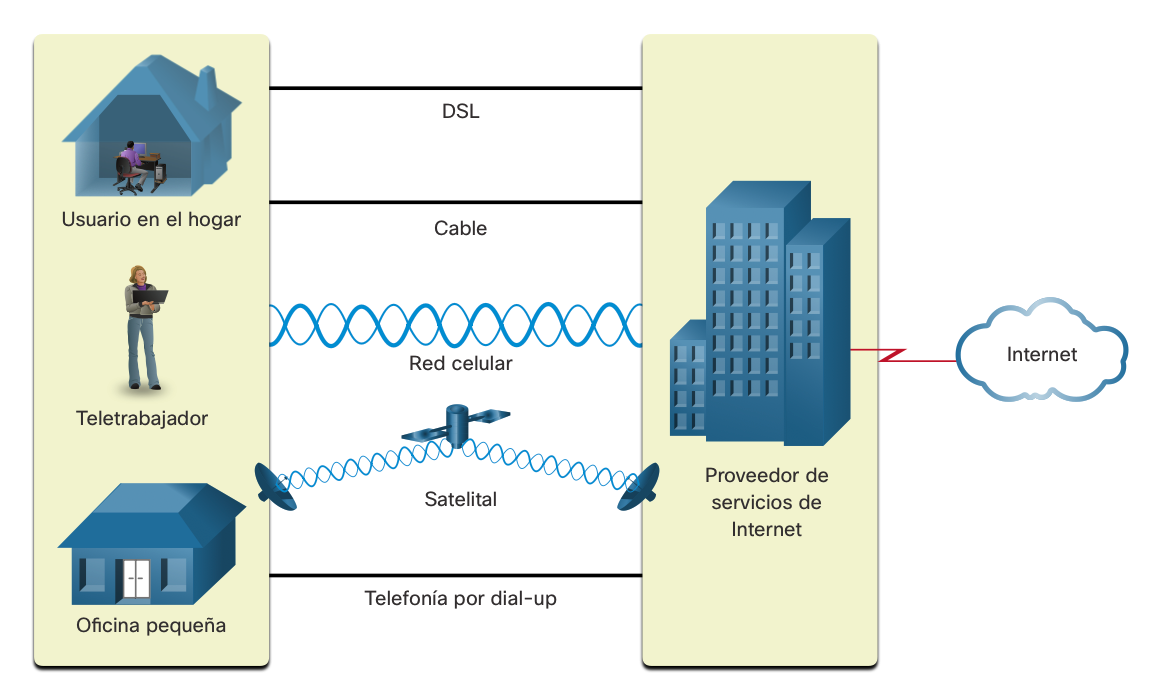 Usuario en el hogar
Teletrabajador
Oficina pequeña
DSL
Cable
Red celular
Satelital
Telefonía por dial-up
Proveedor de
servicios de
Internet
Internet